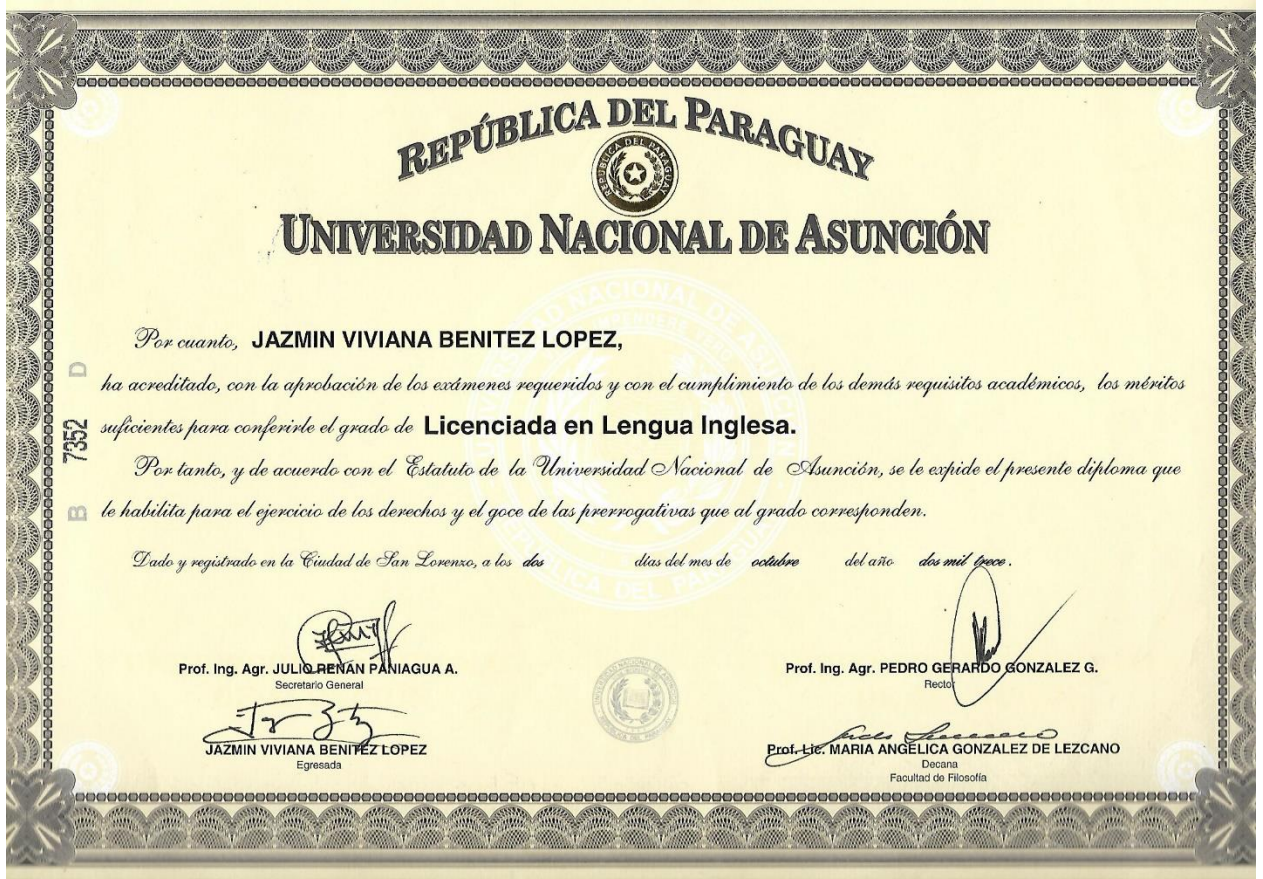 REPÚBLICA DEL PARAGUAY
REPUBLICA DEL PARAGUAY
UNIVERSIDAD NACIONAL DE ASUNCIÓN
Por cuanto, JAZMIN VIVIANA BENITEZ LOPEZ,
ha acreditado, con la aprobación de los exámenes requeridos y con el cumplimiento de los demás requisitos académicos, los méritos
suficientes para conferirle el grado de Licenciada en Lengua Inglesa.
Por tanto, y de acuerdo con el Estatuto de la Universidad Nacional de Asunción, se le expide el presente diploma que
le habilita para el ejercicio de los derechos y el goce de las prerrogativas que al grado corresponden.
Dado y registrado en la Ciudad de San Lorenzo, a los dos días del mes de octubre del año dos mil trece.
B 7352 D
Prof. Ing. Agr. JULIO RENÁN PANIAGUA A.
Secretario General
Prof. Ing. Agr. PEDRO GERARDO GONZALEZ G.
Rector
JAZMIN VIVIANA BENITEZ LOPEZ
Egresada
Prof. Lic. MARIA ANGÉLICA GONZALEZ DE LEZCANO
Decana
Facultad de Filosofía